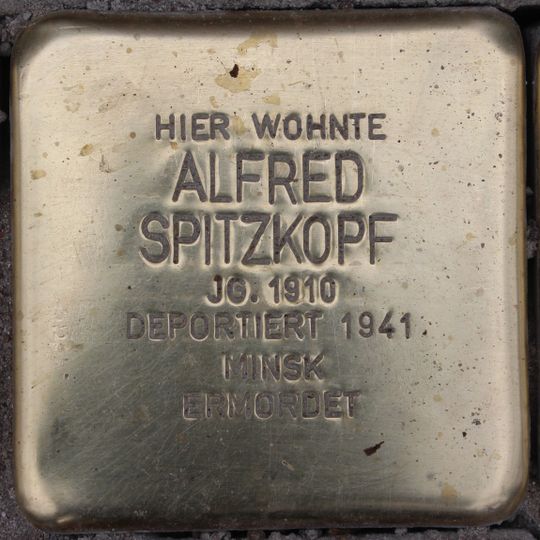 HIER WOHNTE
ALFRED
SPITZKOPF
JG. 1910
DEPORTIERT 1941
MINSK
ERMORDET